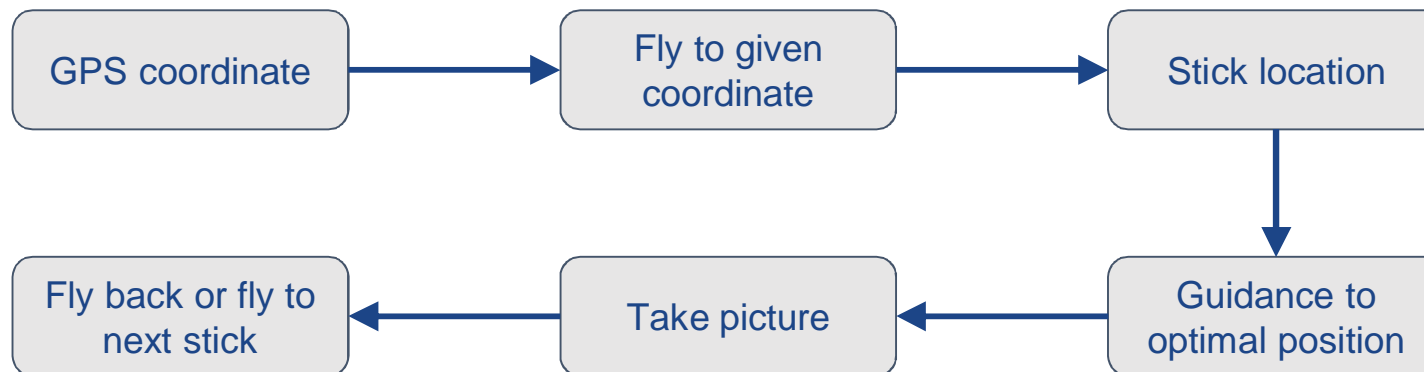 GPS coordinate
Fly to given
coordinate
Stick location
Guidance to
optimal position
Take picture
Fly back or fly to
next stick